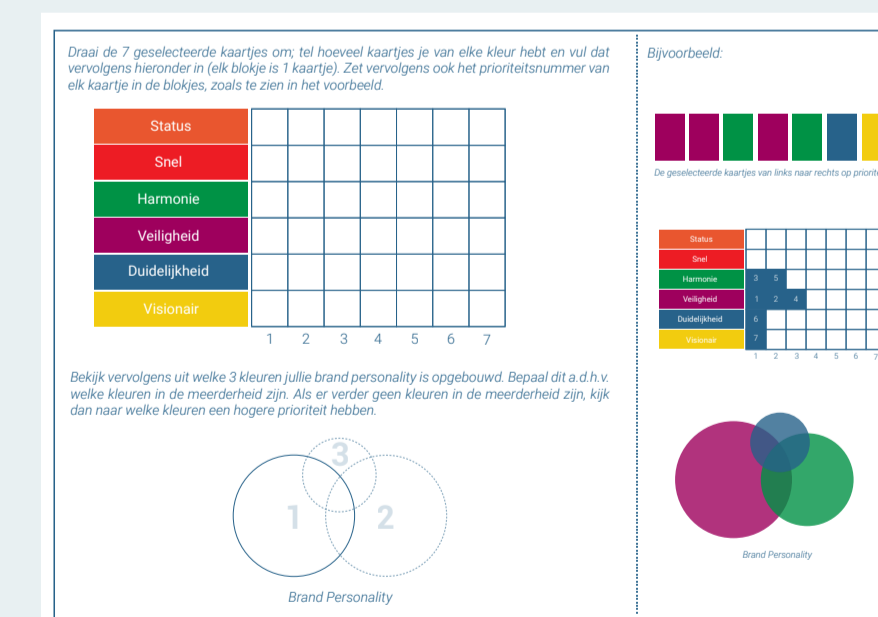 Draai de 7 geselecteerde kaartjes om; tel hoeveel kaartjes je van elke kleur hebt en vul dat
vervolgens hieronder in (elk blokje is 1 kaartje). Zet vervolgens ook het prioriteitsnummer van
elk kaartje in de blokjes, zoals te zien in het voorbeeld.
Status
Snel
Harmonie
Veiligheid
Duidelijkheid
Visionair
1 2 3 4 5 6 7
Bekijk vervolgens uit welke 3 kleuren jullie brand personality is opgebouwd. Bepaal dit a.d.h.v.
welke kleuren in de meerderheid zijn. Als er verder geen kleuren in de meerderheid zijn, kijk
dan naar welke kleuren een hogere prioriteit hebben.
3
1 2
Brand Personality
Bijvoorbeeld:
De geselecteerde kaartjes van links naar rechts op
Status
Snel
Harmonie 3 5
Veiligheid 1 2 4
Duidelijkheid 6
Visionair 7
1 2 3 4 5 6 7
Brand Personality